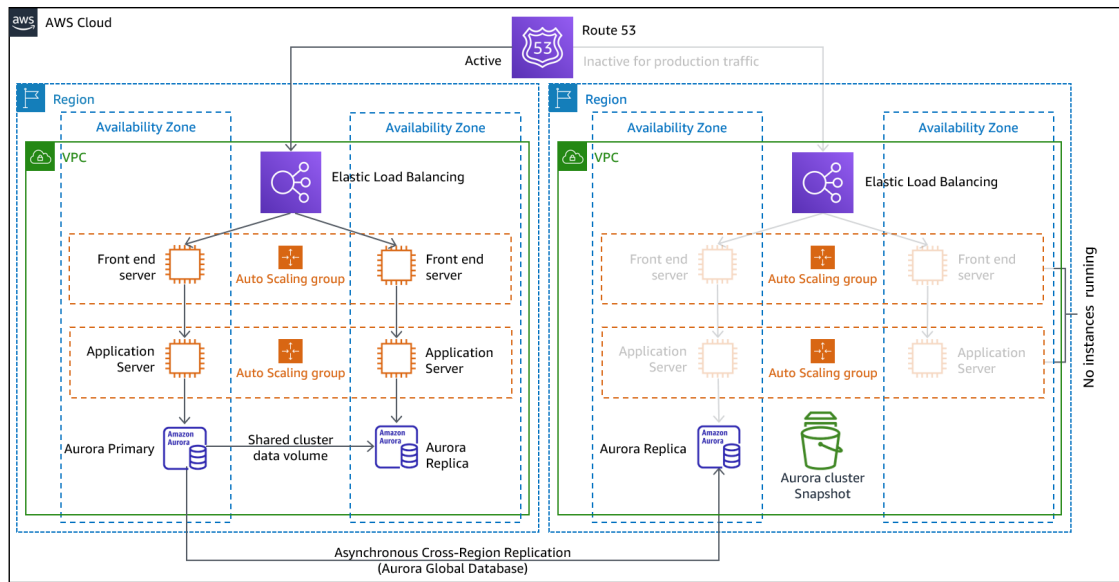 aws
AWS Cloud
53
Route 53
Active
Inactive for production traffic
Region
Availability Zone
Availability Zone
VPC
Elastic Load Balancing
Front end
server
Auto Scaling group
Front end
server
Application
Server
Auto Scaling group
Application
Server
Aurora Primary
Amazon
Aurora
Shared cluster
data volume
Amazon
Aurora
Aurora
Replica
Region
Availability Zone
Availability Zone
VPC
Elastic Load Balancing
Front end
server
Auto Scaling group
Front end
server
Application
Server
Auto Scaling group
Application
Server
No instances running
Aurora Replica
Amazon
Aurora
Aurora cluster
Snapshot
Asynchronous Cross-Region Replication
(Aurora Global Database)